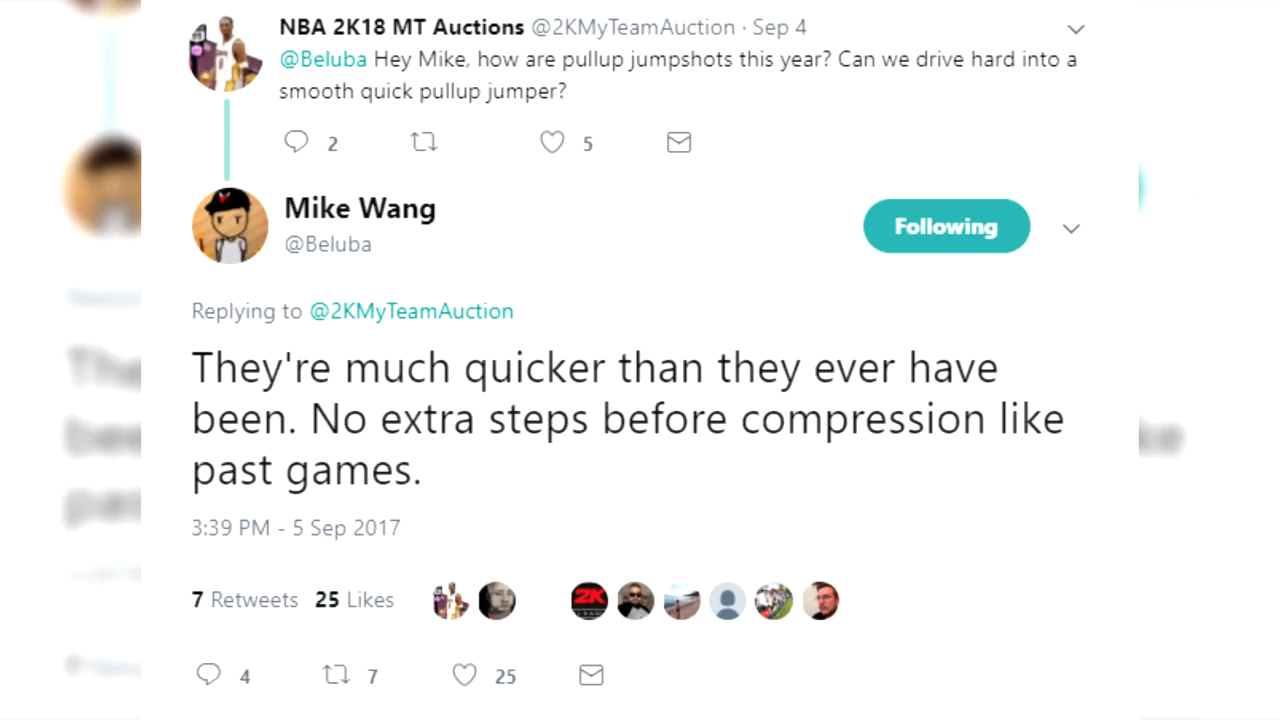 NBA 2K18 MT Auctions @2KMyTeamAuction · Sep 4
@Beluba Hey Mike, how are pullup jumpshots this year? Can we drive hard into a
smooth quick pullup jumper?
2 5
Mike Wang
@Beluba
Following
Replying to @2KMyTeamAuction
They're much quicker than they ever have
been. No extra steps before compression like
past games.
3:39 PM - 5 Sep 2017
7 Retweets 25 Likes
2K
4 7 25